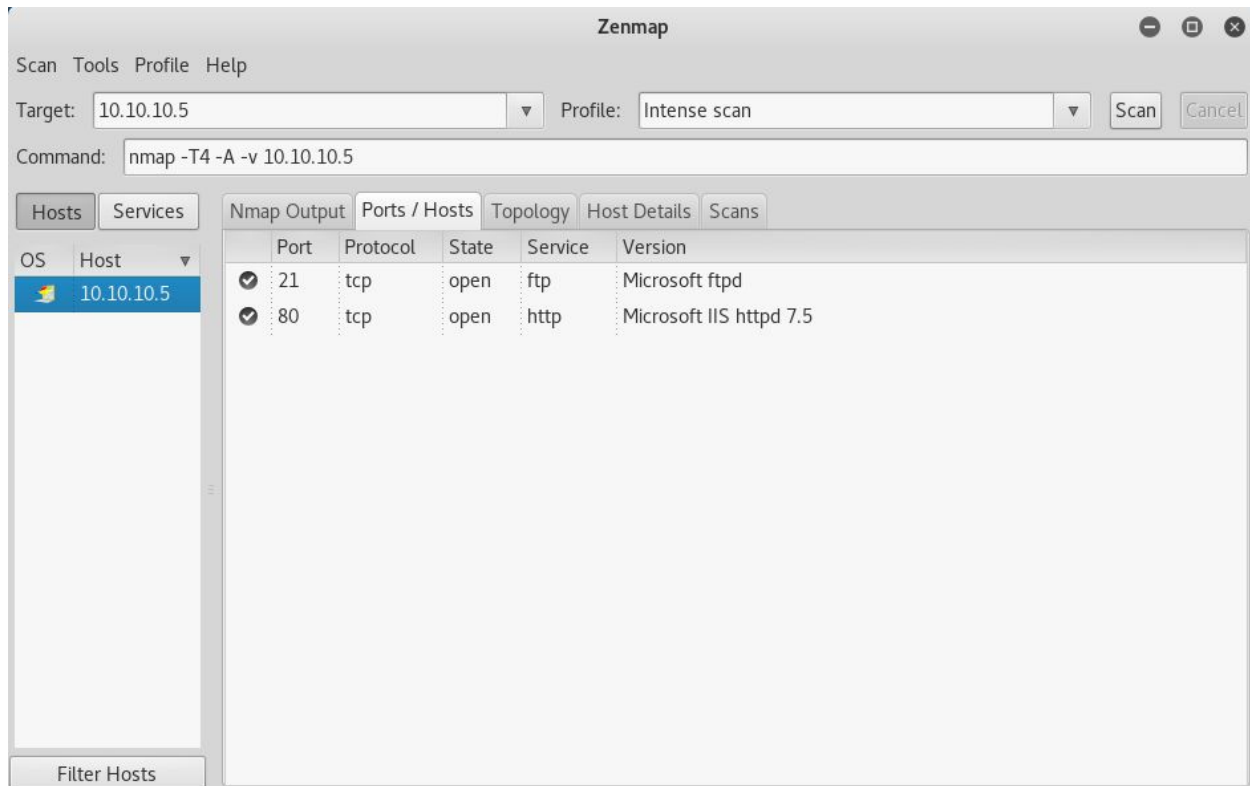 Zenmap
Scan Tools Profile Help
Target: 10.10.10.5 Profile: Intense scan Scan Cancel
Command: nmap -T4 -A -v 10.10.10.5
Hosts Services Nmap Output Ports / Hosts Topology Host Details Scans
OS Host Port Protocol State Service Version
10.10.10.5 21 tcp open ftp Microsoft ftpd
80 tcp open http Microsoft IIS httpd 7.5
Filter Hosts